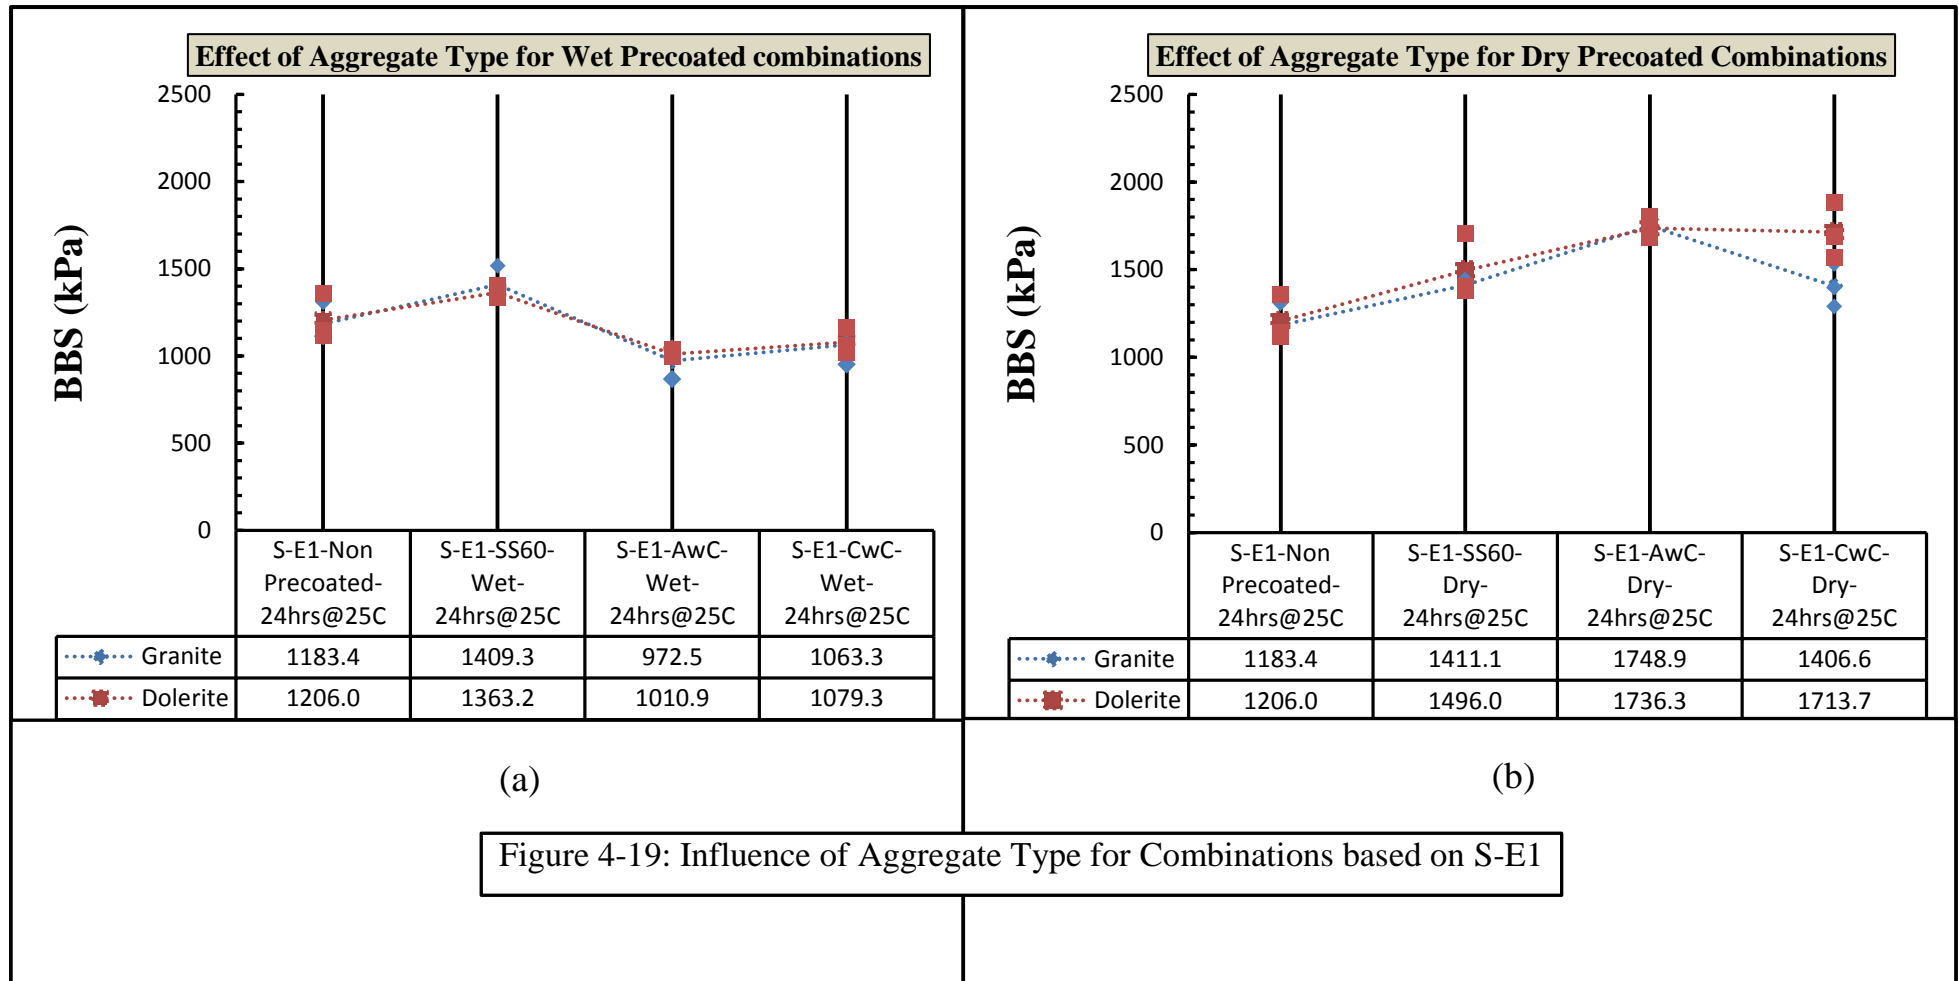 Effect of Aggregate Type for Wet Precoated combinations
BBS (kPa)
2500
2000
1500
1000
500
0
S-E1-Non
Precoated-
24hrs@25C
S-E1-SS60-
Wet-
24hrs@25C
S-E1-AwC-
Wet-
24hrs@25C
S-E1-CwC-
Wet-
24hrs@25C
Granite 1183.4 1409.3 972.5 1063.3
Dolerite 1206.0 1363.2 1010.9 1079.3
(a)
Effect of Aggregate Type for Dry Precoated Combinations
BBS (kPa)
2500
2000
1500
1000
500
0
S-E1-Non
Precoated-
24hrs@25C
S-E1-SS60-
Dry-
24hrs@25C
S-E1-AwC-
Dry-
24hrs@25C
S-E1-CwC-
Dry-
24hrs@25C
Granite 1183.4 1411.1 1748.9 1406.6
Dolerite 1206.0 1496.0 1736.3 1713.7
(b)
Figure 4-19: Influence of Aggregate Type for Combinations based on S-E1